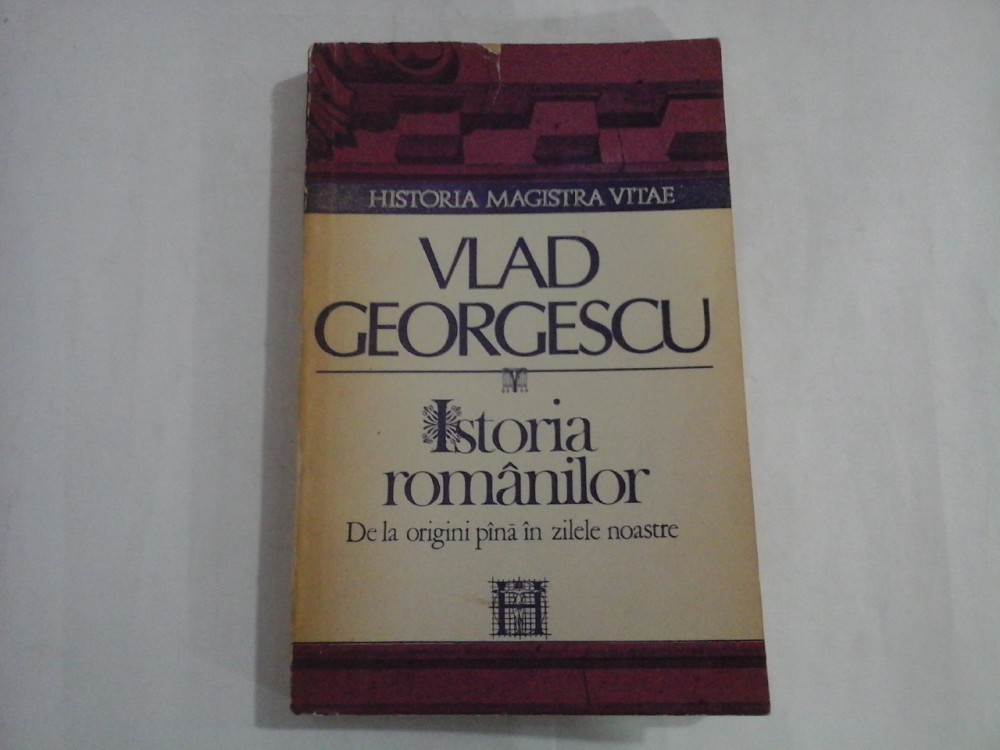 HISTORIA MAGISTRA VITAE
VLAD
GEORGESCU
Istoria
românilor
De la origini pînă în zilele noastre
H